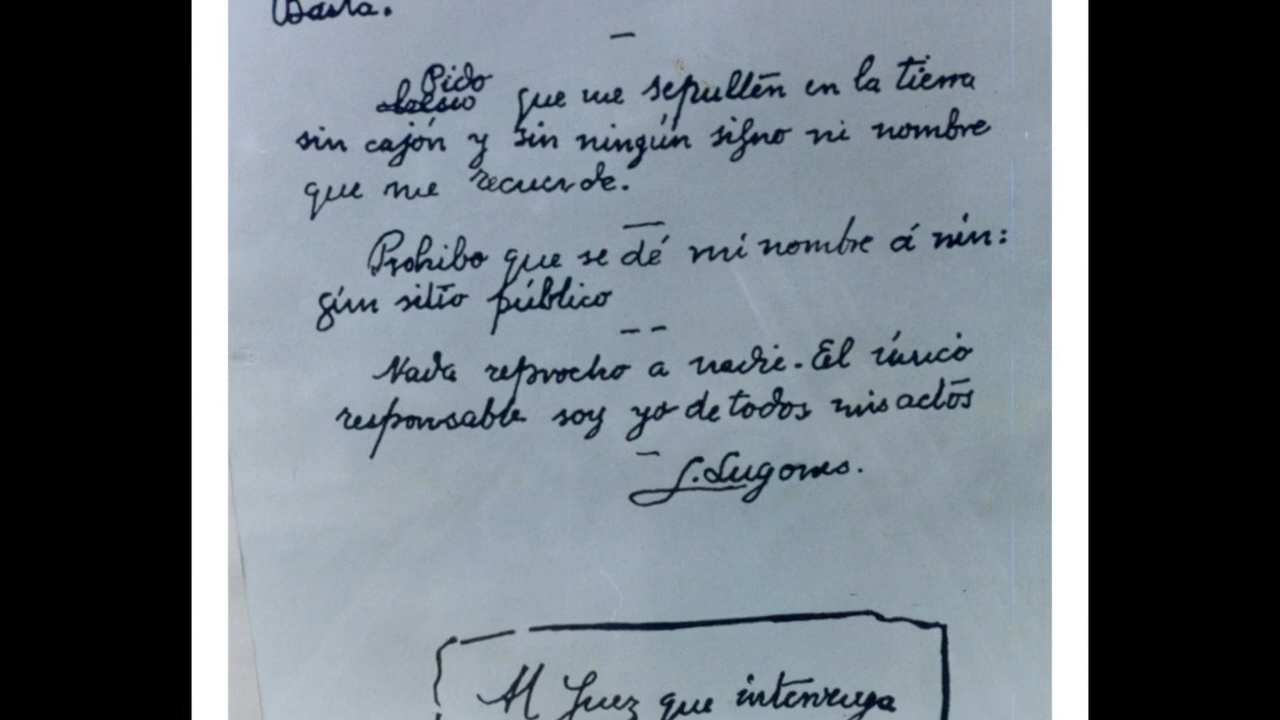 Basta.
Pido
que me sepulten en la tierra
sin cajón y sin ningún signo ni nombre
que me recuerde.
Prohibo que se dé mi nombre á nin:
gún sitio público
Nada reprocho a nadie. El único
responsable soy yo de todos mis actos
L. Lugones.
Al Juez que intervenga